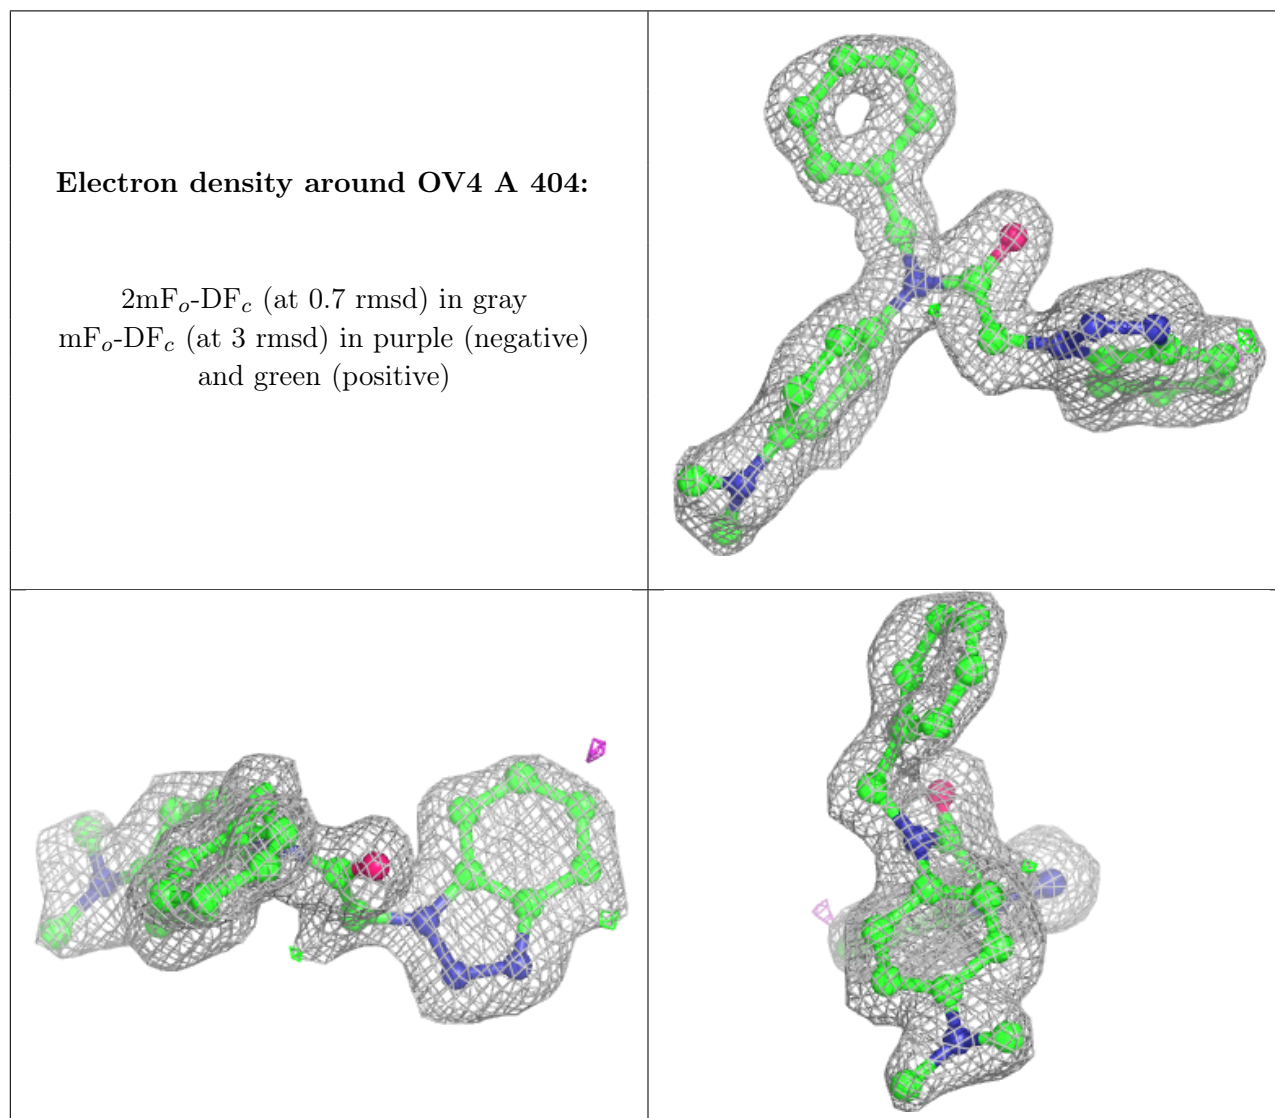 Electron density around OV4 A 404:
2mFo-DFc (at 0.7 rmsd) in gray
mFo-DFc (at 3 rmsd) in purple (negative)
and green (positive)